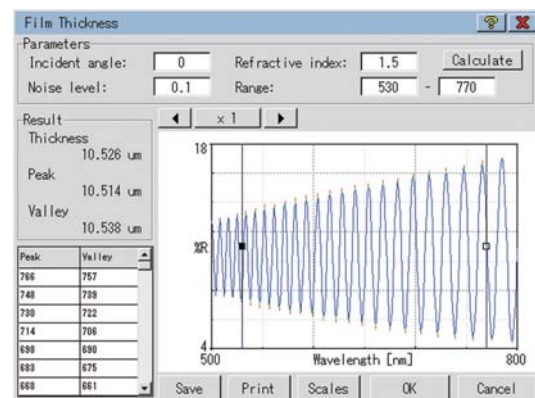 Film Thickness
Parameters
Incident angle: 0 Refractive index: 1.5 Calculate
Noise level: 0.1 Range: 530 - 770
Result
Thickness
10.526 um
Peak
10.514 um
Valley
10.538 um
Peak Valley
766 757
748 739
730 722
714 706
698 690
683 675
668 661
x 1
18
%R
4
500 Wavelength [nm] 800
Save Print Scales OK Cancel